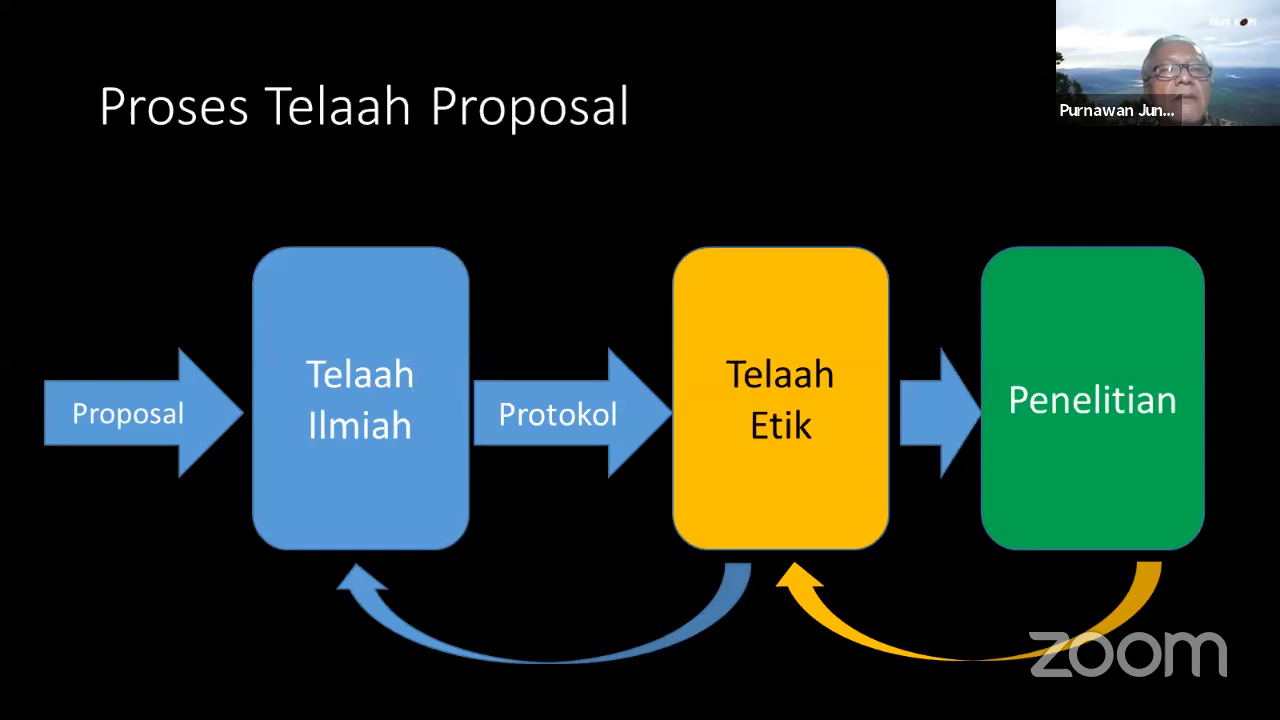 Proses Telaah Proposal
Purnawan Jun...
Proposal
Telaah
Ilmiah
Protokol
Telaah
Etik
Penelitian
zoom